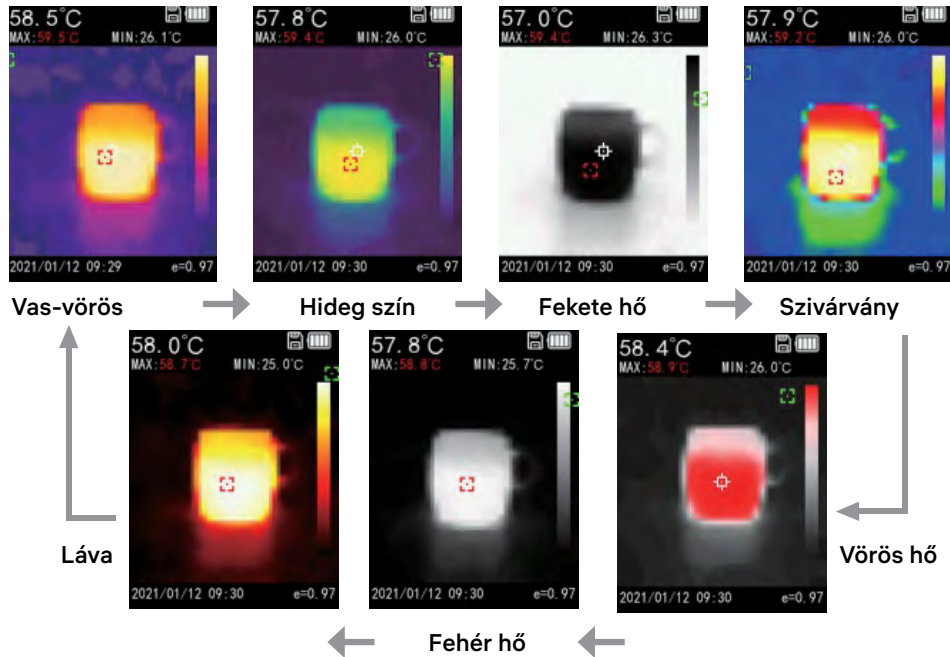 58.5°C
MAX:59.5°C MIN:26.1°C
2021/01/12 09:29 e=0.97
57.8°C
MAX:59.4°C MIN:26.0°C
2021/01/12 09:30 e=0.97
57.0°C
MAX:59.4°C MIN:26.3°C
2021/01/12 09:30 e=0.97
57.9°C
MAX:59.2°C MIN:26.0°C
2021/01/12 09:30 e=0.97
Vas-vörös
Hideg szín
Fekete hő
Szivárvány
58.0°C
MAX:58.7°C MIN:25.0°C
2021/01/12 09:30 e=0.97
57.8°C
MAX:58.8°C MIN:25.7°C
2021/01/12 09:30 e=0.97
58.4°C
MAX:58.9°C MIN:26.0°C
2021/01/12 09:30 e=0.97
Láva
Vörös hő
Fehér hő